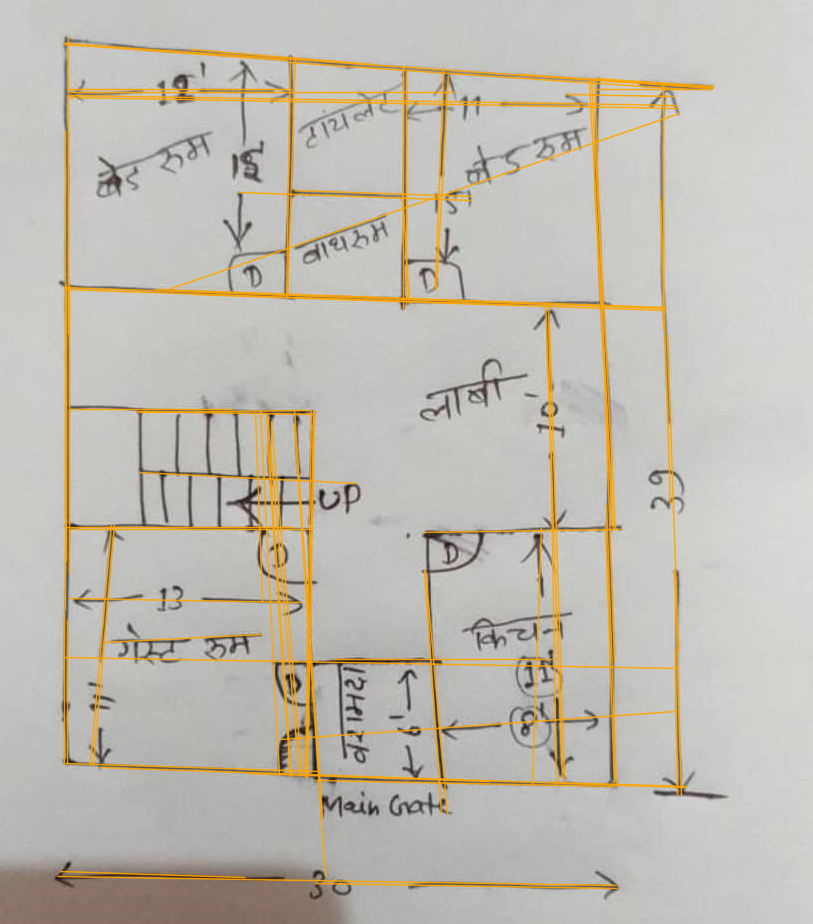 12'
टायलेट
11
बेड रूम
15'
बेड रूम
15'
बाथरूम
D
D
लाबी
10'
39
UP
D
D
13
गेस्ट रूम
11'
किचन
11'
8'
D
बरामदा
6'
Main Gate
30